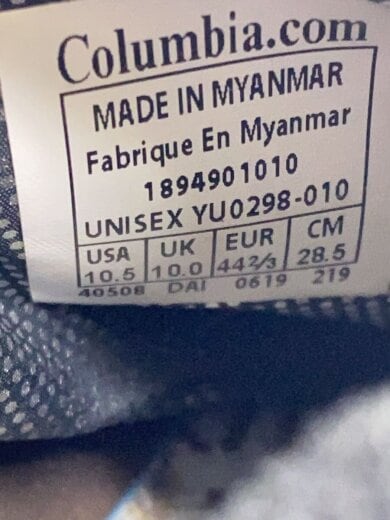 Columbia.com
MADE IN MYANMAR
Fabrique En Myanmar
1894901010
UNISEX YU0298-010
USA UK EUR CM
10.5 10.0 44⅔ 28.5
40508 DAI 0619 219